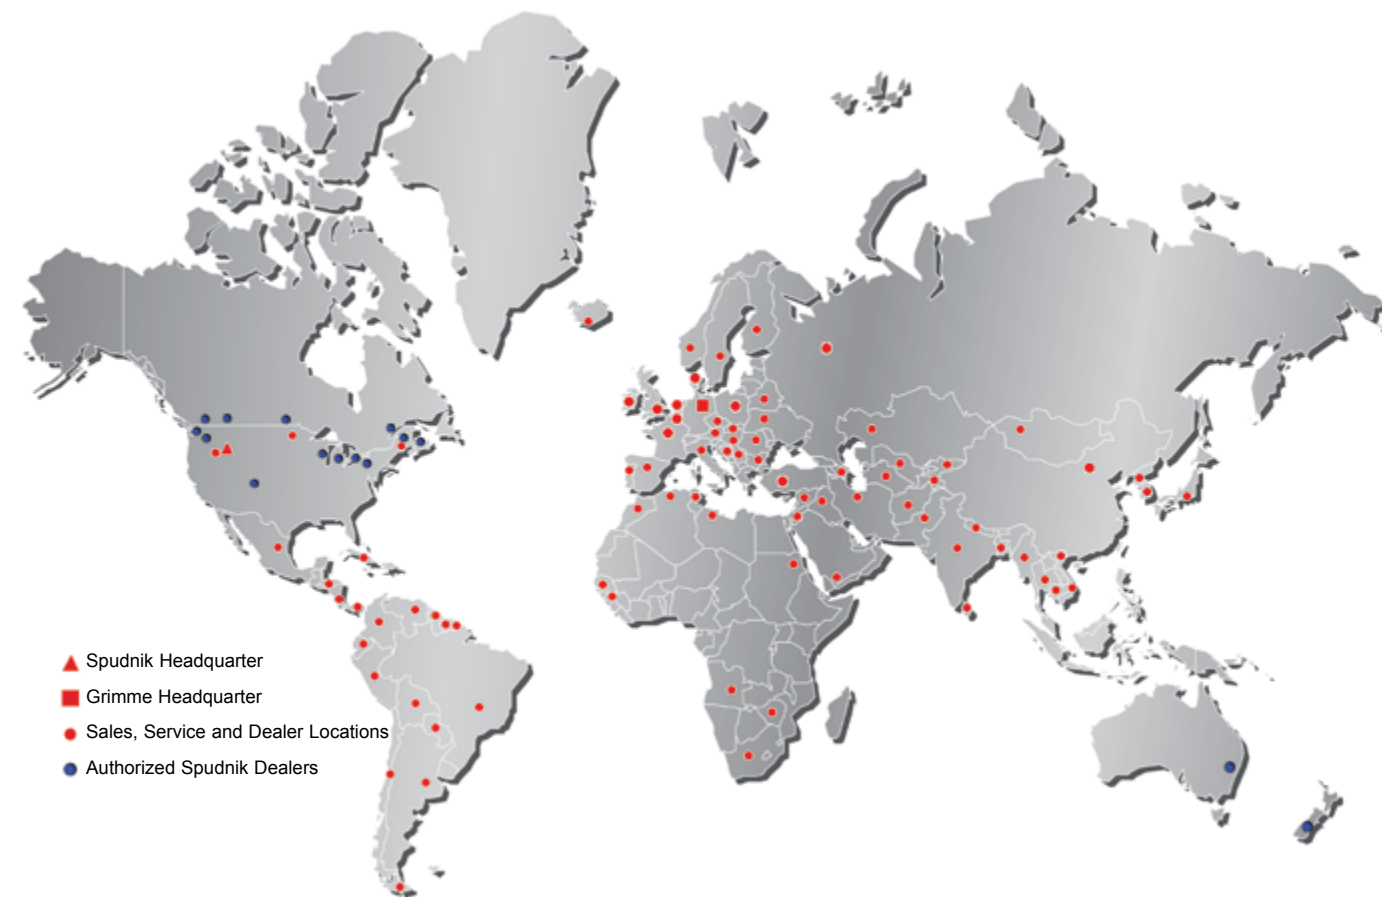 Spudnik Headquarter
Grimme Headquarter
Sales, Service and Dealer Locations
Authorized Spudnik Dealers